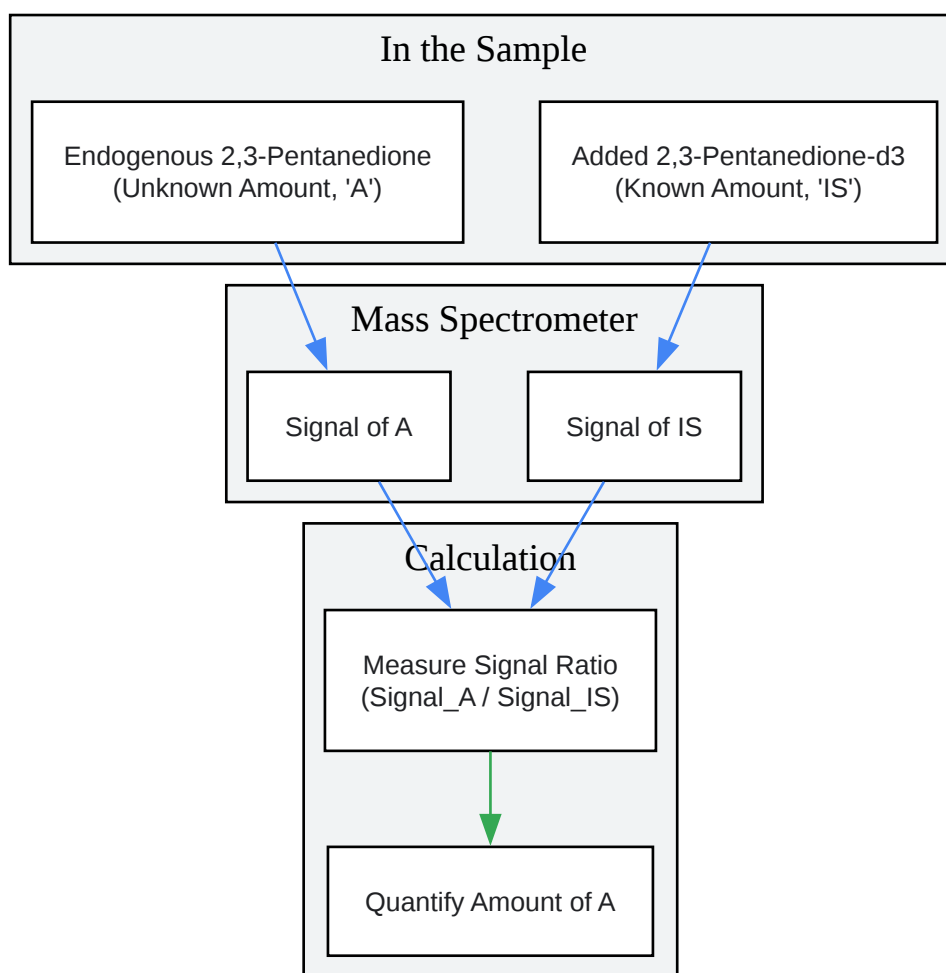 In the Sample
Endogenous 2,3-Pentanedione
(Unknown Amount, 'A')
Added 2,3-Pentanedione-d3
(Known Amount, 'IS')
Mass Spectrometer
Signal of A
Signal of IS
Calculation
Measure Signal Ratio
(Signal_A / Signal_IS)
Quantify Amount of A